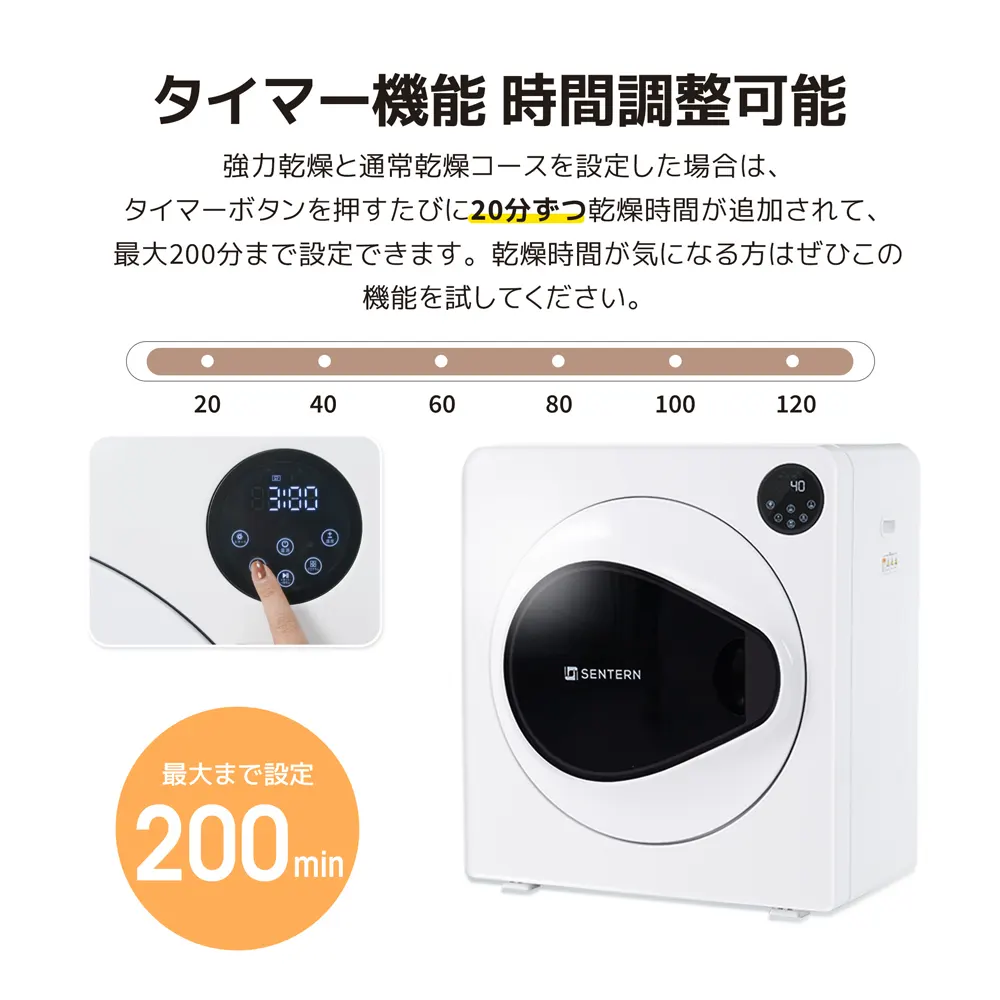 タイマー機能 時間調整可能
強力乾燥と通常乾燥コースを設定した場合は、
タイマーボタンを押すたびに20分ずつ乾燥時間が追加されて、
最大200分まで設定できます。乾燥時間が気になる方はぜひこの
機能を試してください。
20 40 60 80 100 120
3:00
40
SENTERN
最大まで設定
200min